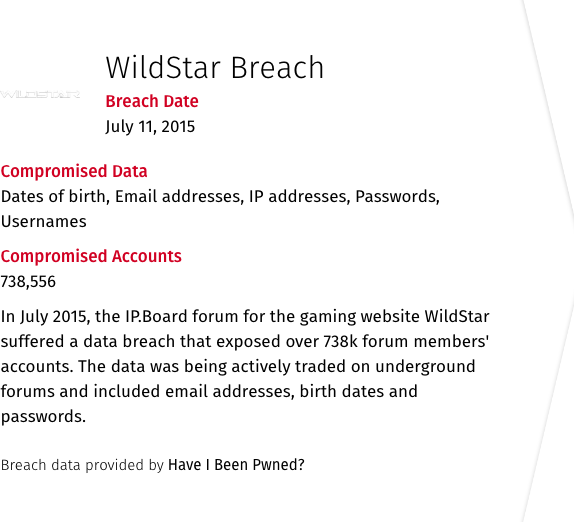 WildStar Breach
WILDSTAR
Breach Date
July 11, 2015
Compromised Data
Dates of birth, Email addresses, IP addresses, Passwords,
Usernames
Compromised Accounts
738,556
In July 2015, the IP.Board forum for the gaming website WildStar
suffered a data breach that exposed over 738k forum members'
accounts. The data was being actively traded on underground
forums and included email addresses, birth dates and
passwords.
Breach data provided by Have I Been Pwned?